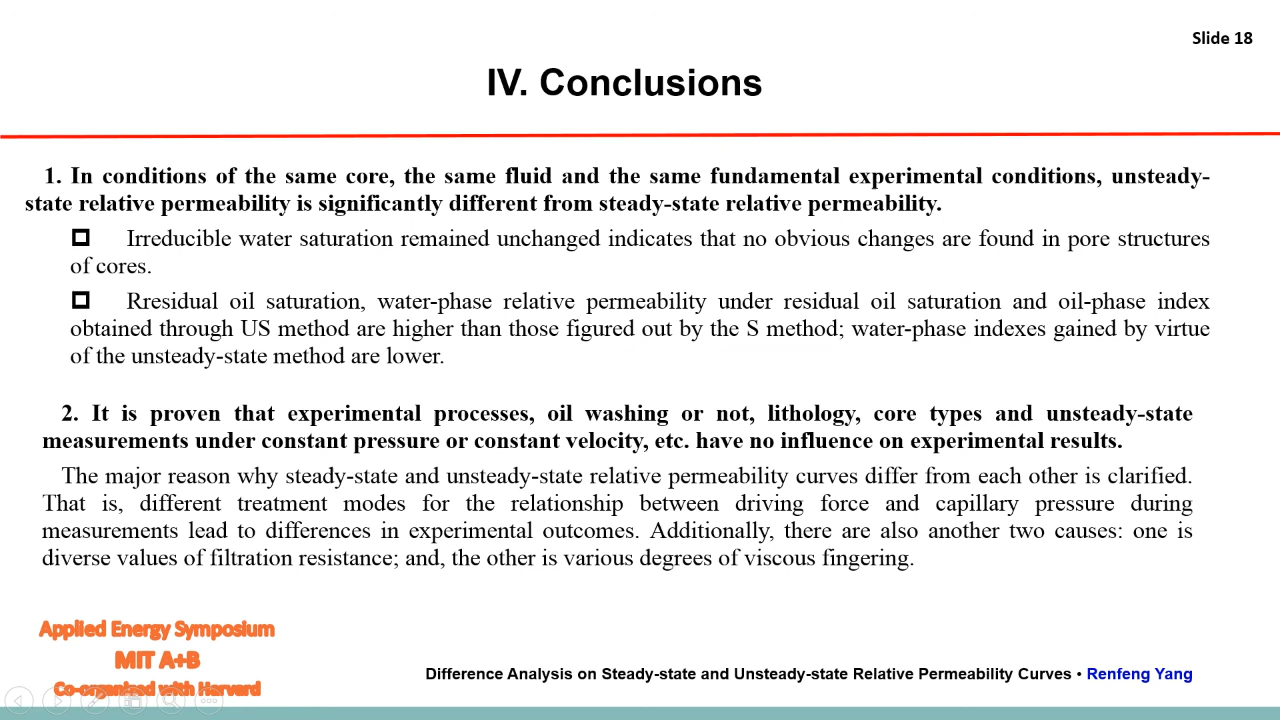 Slide 18
IV. Conclusions
1. In conditions of the same core, the same fluid and the same fundamental experimental conditions, unsteady-
state relative permeability is significantly different from steady-state relative permeability.
Irreducible water saturation remained unchanged indicates that no obvious changes are found in pore structures
of cores.
Rresidual oil saturation, water-phase relative permeability under residual oil saturation and oil-phase index
obtained through US method are higher than those figured out by the S method; water-phase indexes gained by virtue
of the unsteady-state method are lower.
2. It is proven that experimental processes, oil washing or not, lithology, core types and unsteady-state
measurements under constant pressure or constant velocity, etc. have no influence on experimental results.
The major reason why steady-state and unsteady-state relative permeability curves differ from each other is clarified.
That is, different treatment modes for the relationship between driving force and capillary pressure during
measurements lead to differences in experimental outcomes. Additionally, there are also another two causes: one is
diverse values of filtration resistance; and, the other is various degrees of viscous fingering.
Applied Energy Symposium
MIT A+B
Co-organized with Harvard
Difference Analysis on Steady-state and Unsteady-state Relative Permeability Curves • Renfeng Yang